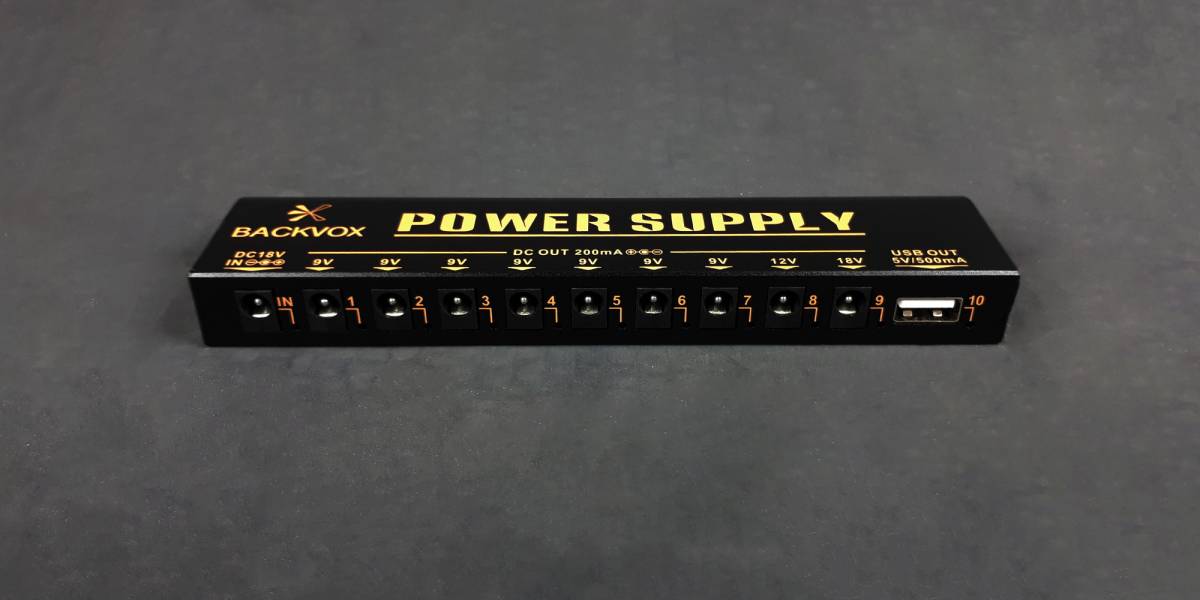 BACKVOX
POWER SUPPLY
DC18V
IN
DC OUT 200mA
9V 9V 9V 9V 9V 9V 9V 12V 18V
USB OUT
5V/500mA
IN 1 2 3 4 5 6 7 8 9 10